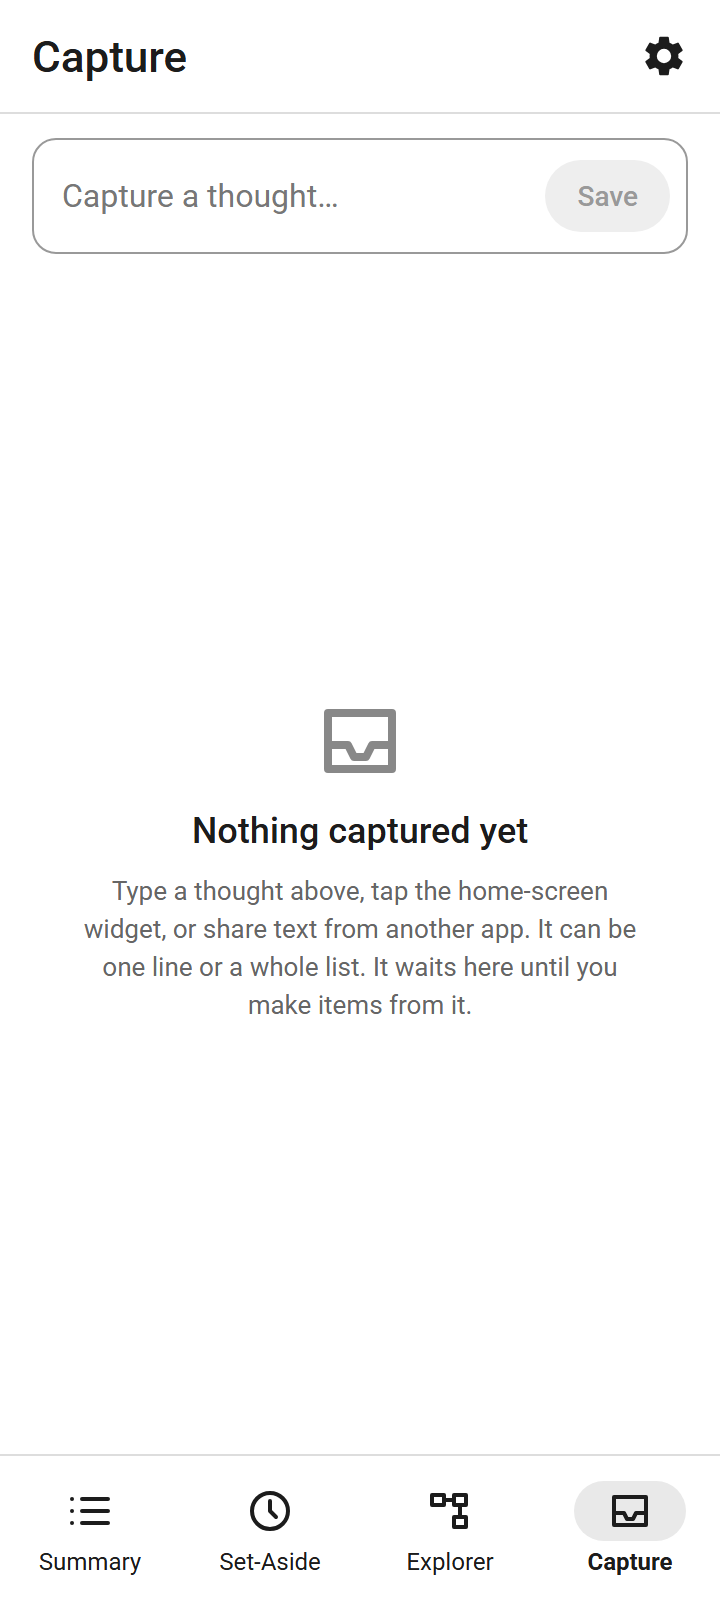 Capture
Capture a thought...
Save
Nothing captured yet
Type a thought above, tap the home-screen
widget, or share text from another app. It can be
one line or a whole list. It waits here until you
make items from it.
Summary
Set-Aside
Explorer
Capture